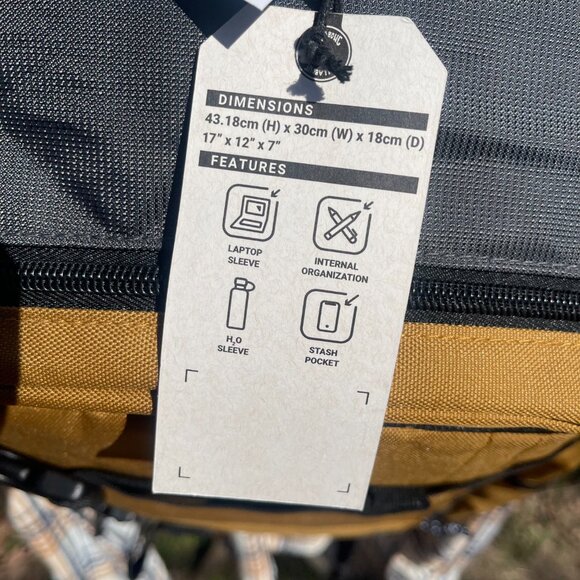 DIMENSIONS
43.18cm (H) x 30cm (W) x 18cm (D)
17" x 12" x 7"
FEATURES
LAPTOP
SLEEVE
INTERNAL
ORGANIZATION
H₂O
SLEEVE
STASH
POCKET